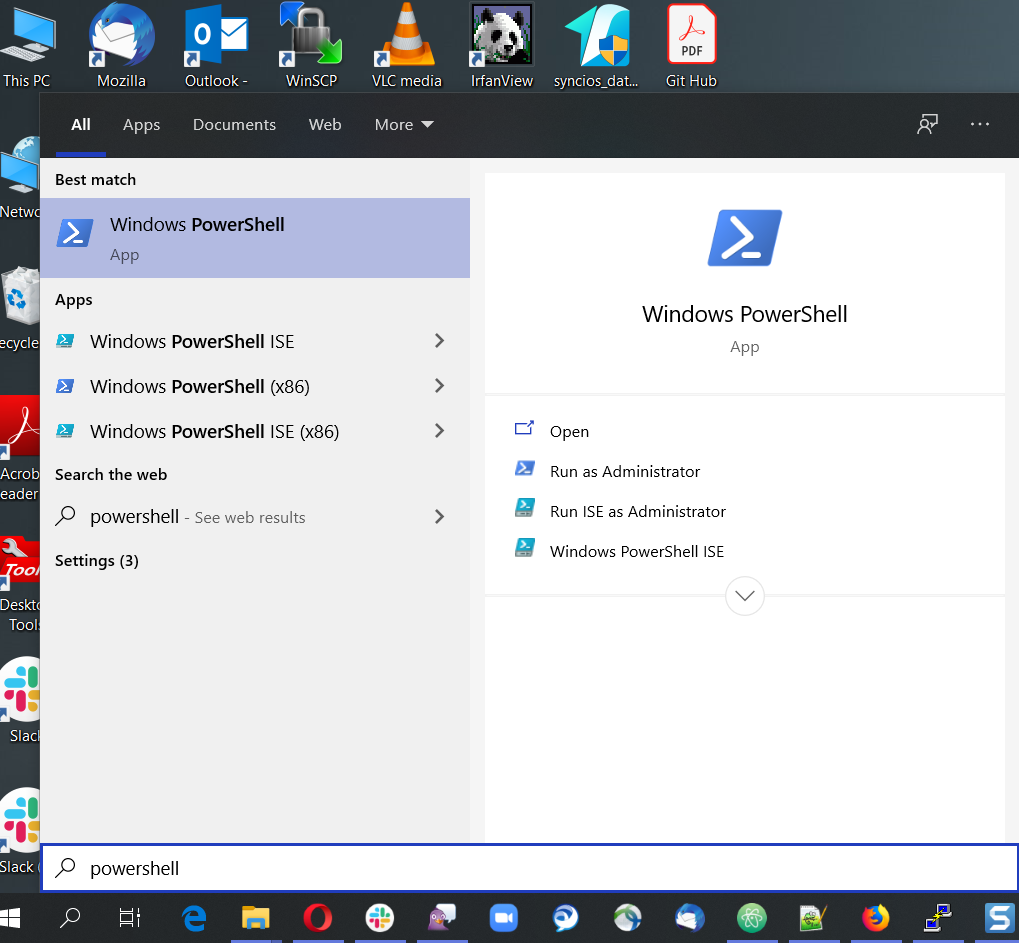 This PC
Mozilla
Outlook -
WinSCP
VLC media
IrfanView
syncios_dat...
PDF
Git Hub
All
Apps
Documents
Web
More
Best match
Windows PowerShell
App
Apps
Windows PowerShell ISE
Windows PowerShell (x86)
Windows PowerShell ISE (x86)
Search the web
powershell - See web results
Settings (3)
Windows PowerShell
App
Open
Run as Administrator
Run ISE as Administrator
Windows PowerShell ISE
Netwo
ecycle
Acrob
eader
Tool
Deskto
Tools
Slack
Slack (
powershell